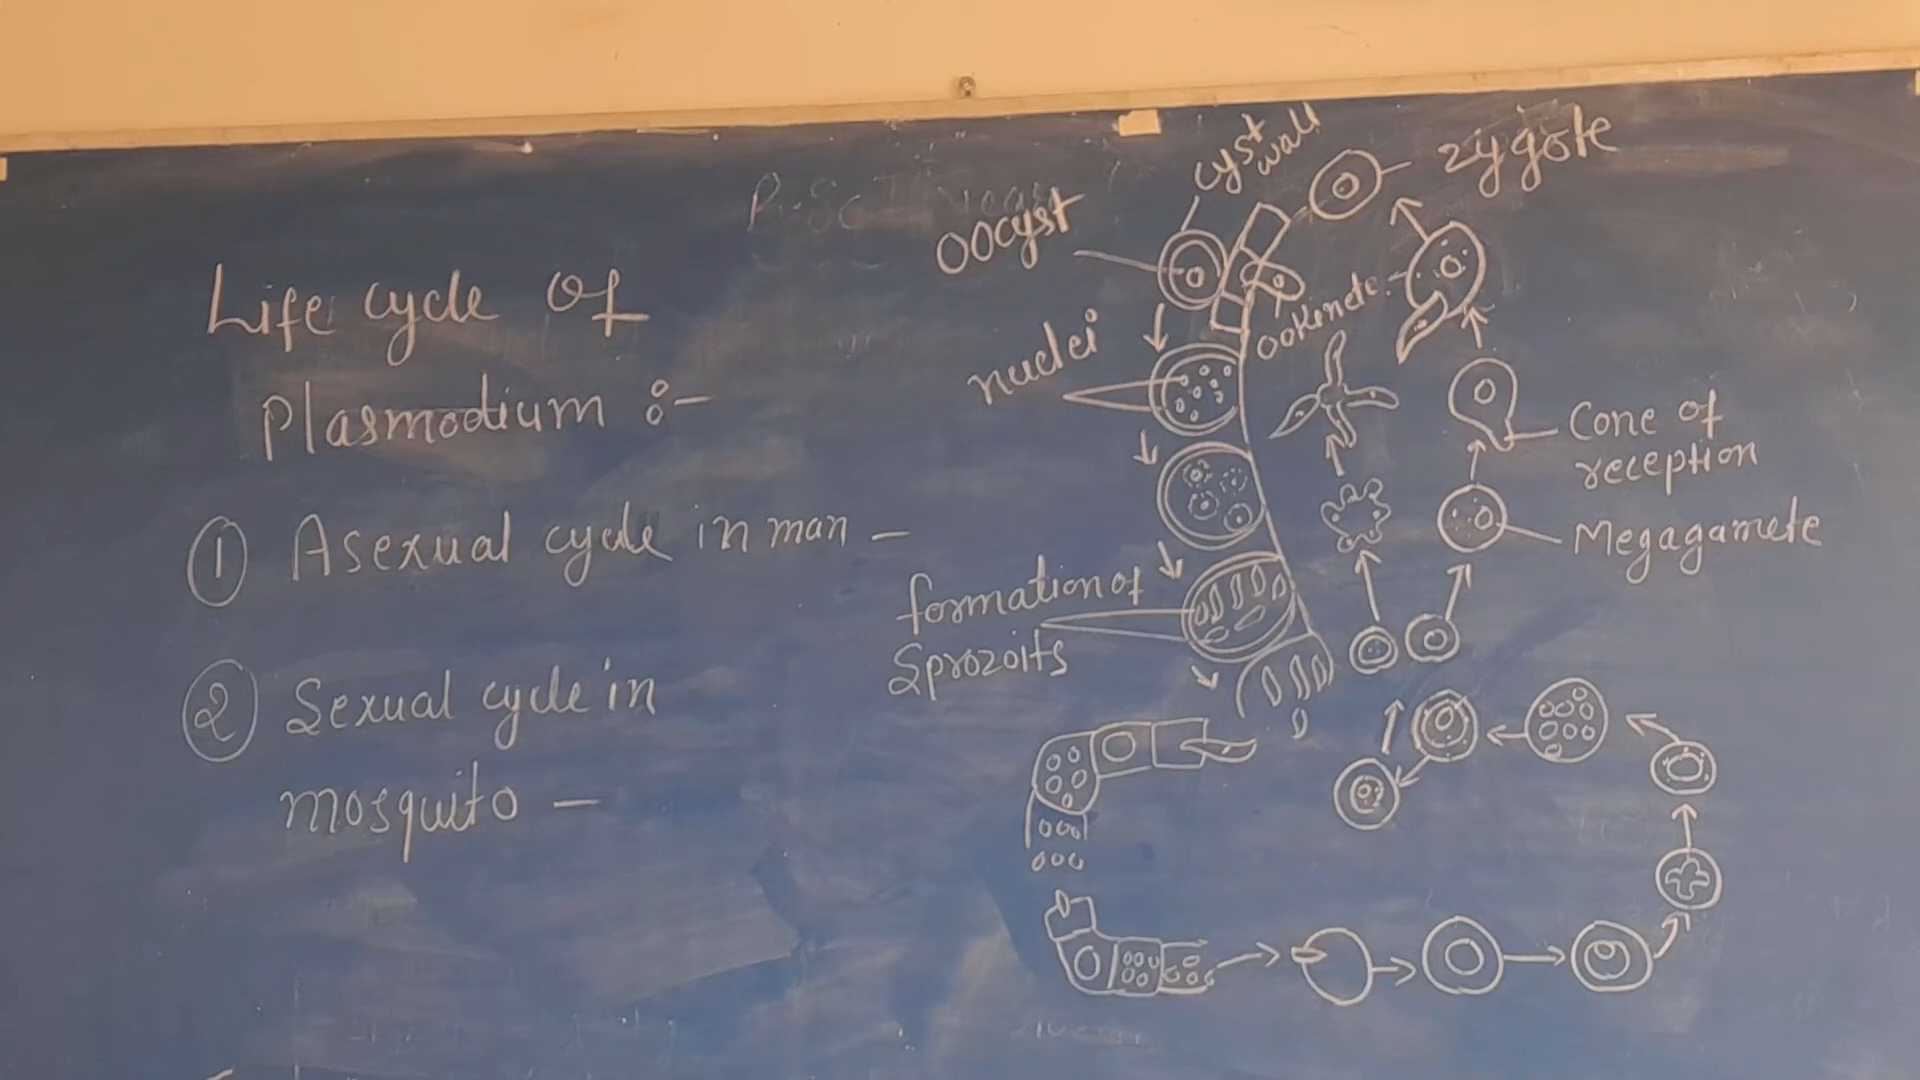 Life cycle of
Plasmodium :-
① Asexual cycle in man -
② Sexual cycle in
mosquito -
cyst wall
zygote
oocyst
ookinete
nuclei
Cone of
reception
Megagamete
formation of
Sprozoits